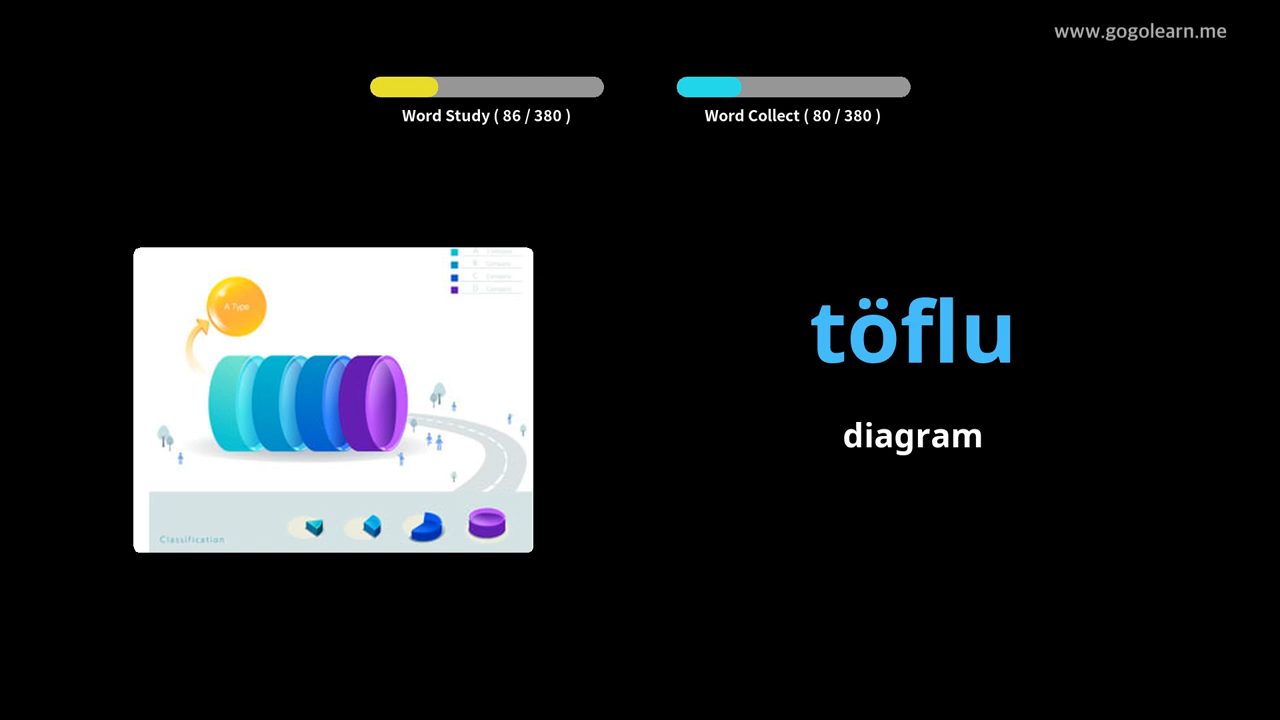 www.gogolearn.me
Word Study ( 86 / 380 )
Word Collect ( 80 / 380 )
A Type
B
C
D
Classification
töflu
diagram